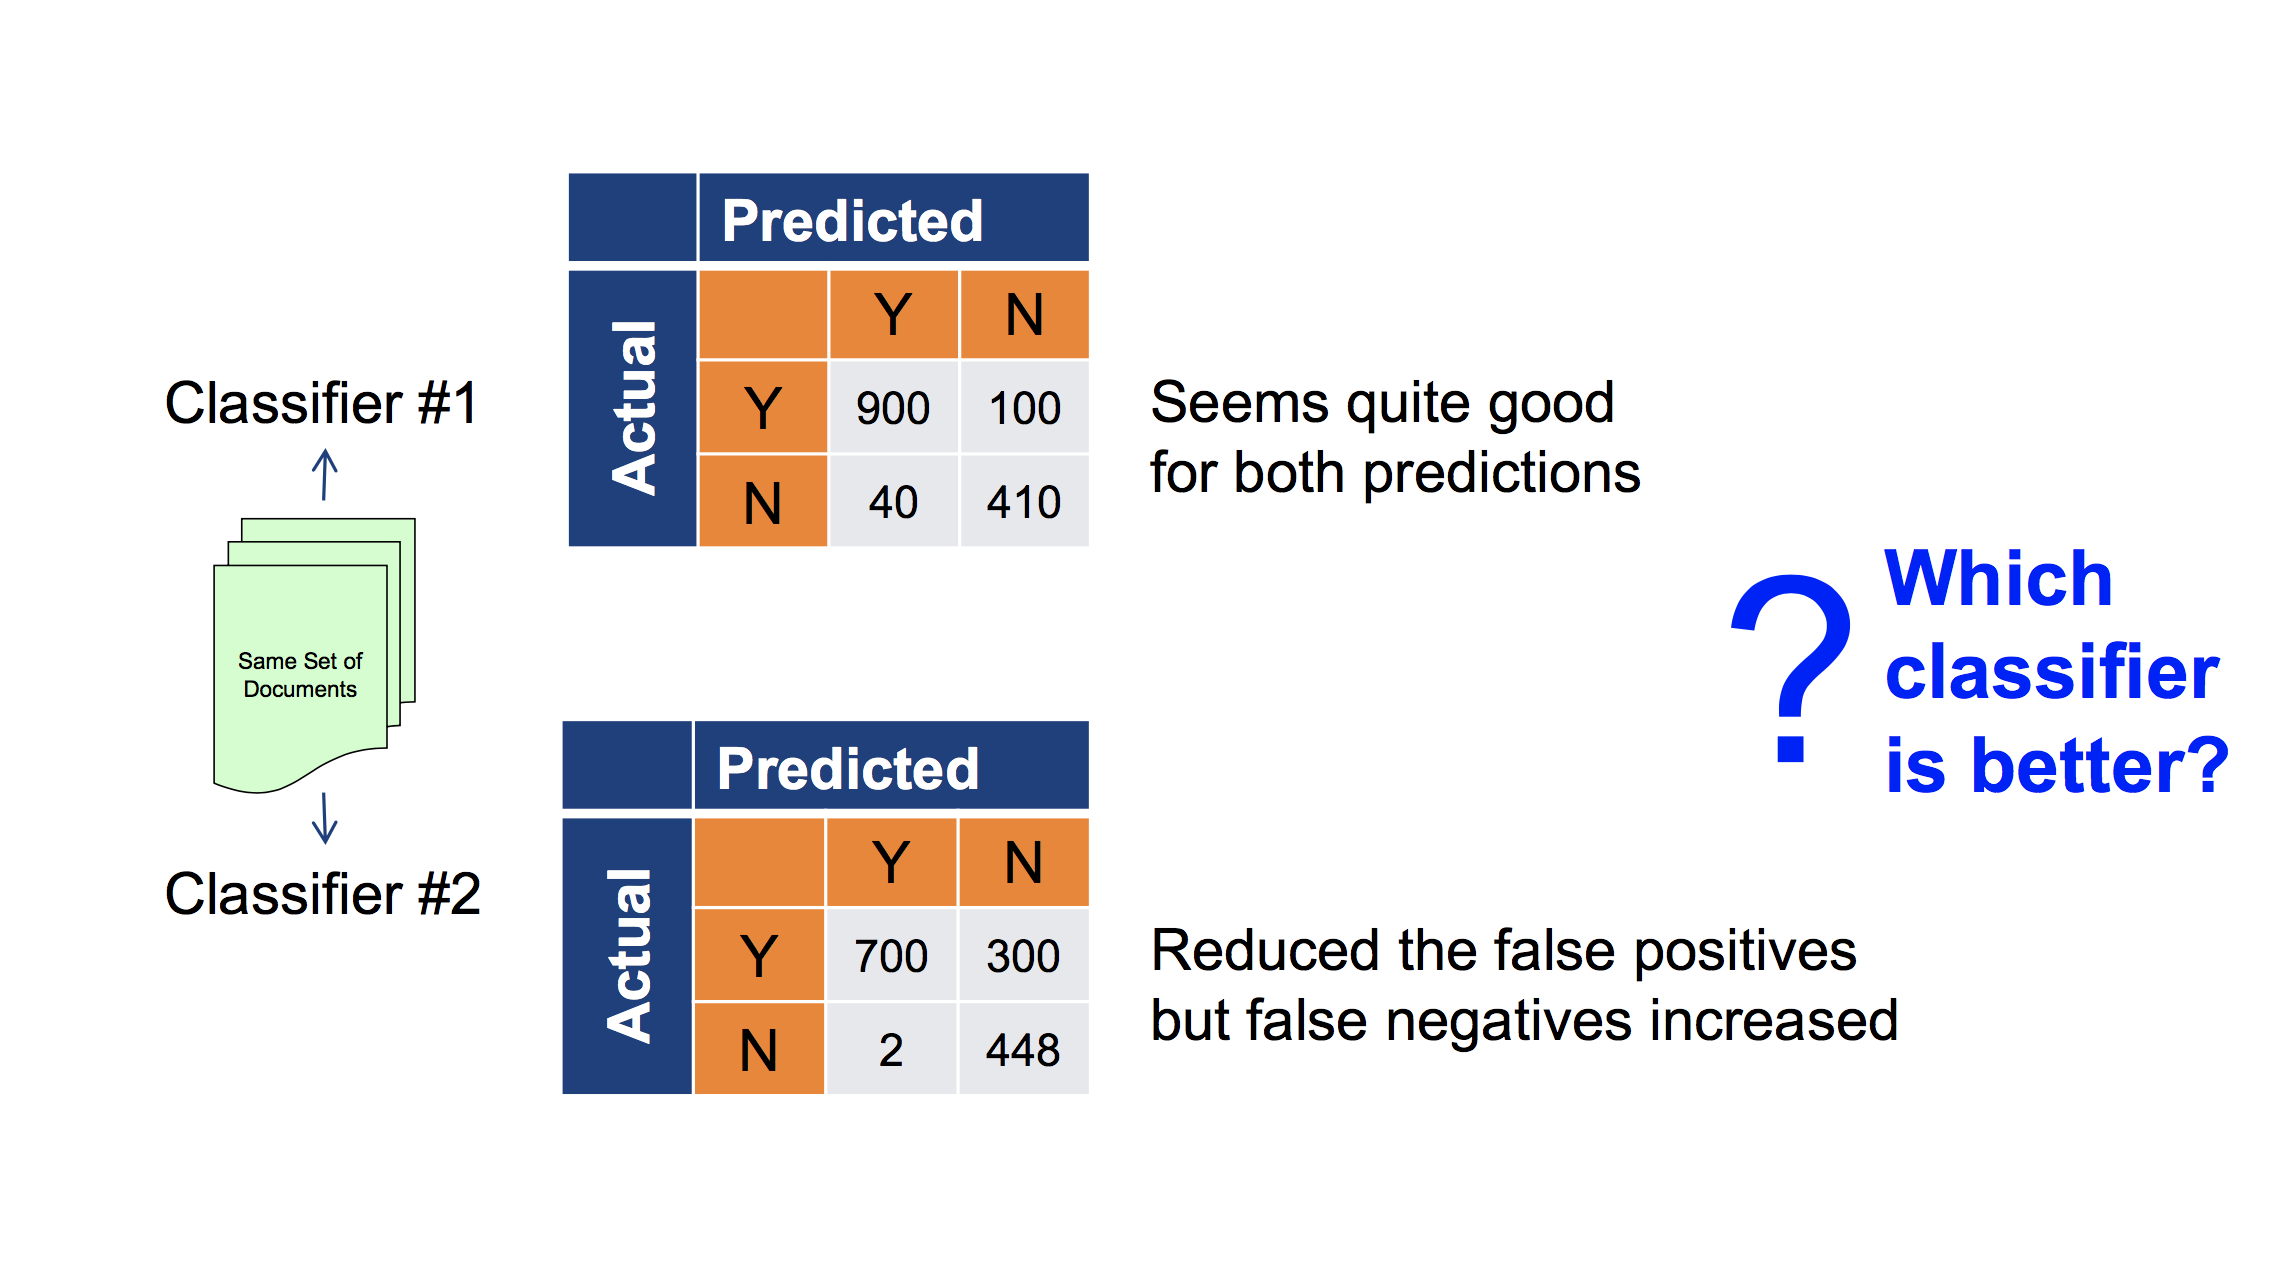 Predicted
Actual
Y N
Y 900 100
N 40 410
Classifier #1
Seems quite good
for both predictions
Same Set of
Documents
? Which
classifier
is better?
Classifier #2
Predicted
Actual
Y N
Y 700 300
N 2 448
Reduced the false positives
but false negatives increased